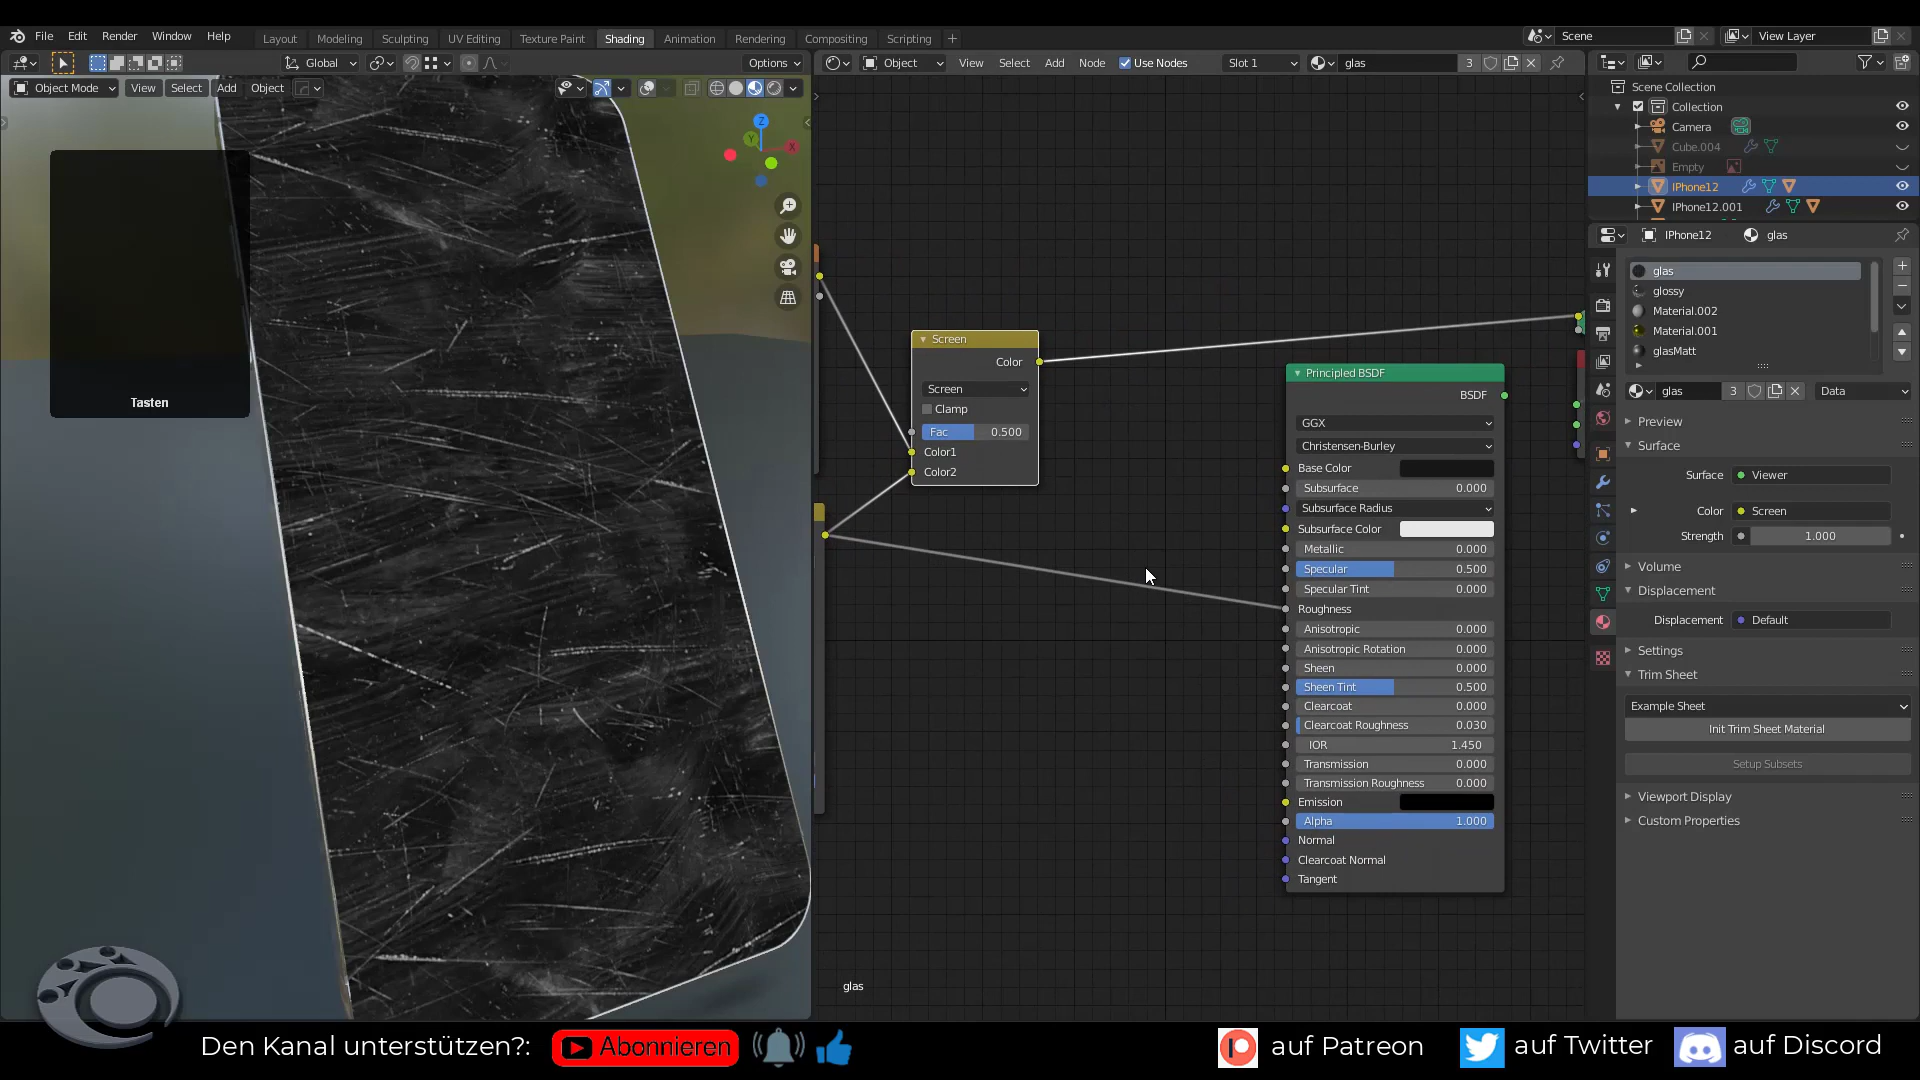 File Edit Render Window Help
Layout Modeling Sculpting UV Editing Texture Paint Shading Animation Rendering Compositing Scripting +
Scene View Layer
Global Options
Object View Select Add Node Use Nodes Slot 1 glas 3
Object Mode View Select Add Object
Z
Y
X
Tasten
Screen
Color
Screen
Clamp
Fac 0.500
Color1
Color2
Principled BSDF
BSDF
GGX
Christensen-Burley
Base Color
Subsurface 0.000
Subsurface Radius
Subsurface Color
Metallic 0.000
Specular 0.500
Specular Tint 0.000
Roughness
Anisotropic 0.000
Anisotropic Rotation 0.000
Sheen 0.000
Sheen Tint 0.500
Clearcoat 0.000
Clearcoat Roughness 0.030
IOR 1.450
Transmission 0.000
Transmission Roughness 0.000
Emission
Alpha 1.000
Normal
Clearcoat Normal
Tangent
glas
Scene Collection
Collection
Camera
Cube.004
Empty
IPhone12
IPhone12.001
IPhone12 glas
glas
glossy
Material.002
Material.001
glasMatt
glas 3 Data
Preview
Surface
Surface Viewer
Color Screen
Strength 1.000
Volume
Displacement
Displacement Default
Settings
Trim Sheet
Example Sheet
Init Trim Sheet Material
Setup Subsets
Viewport Display
Custom Properties
Den Kanal unterstützen?: Abonnieren auf Patreon auf Twitter auf Discord